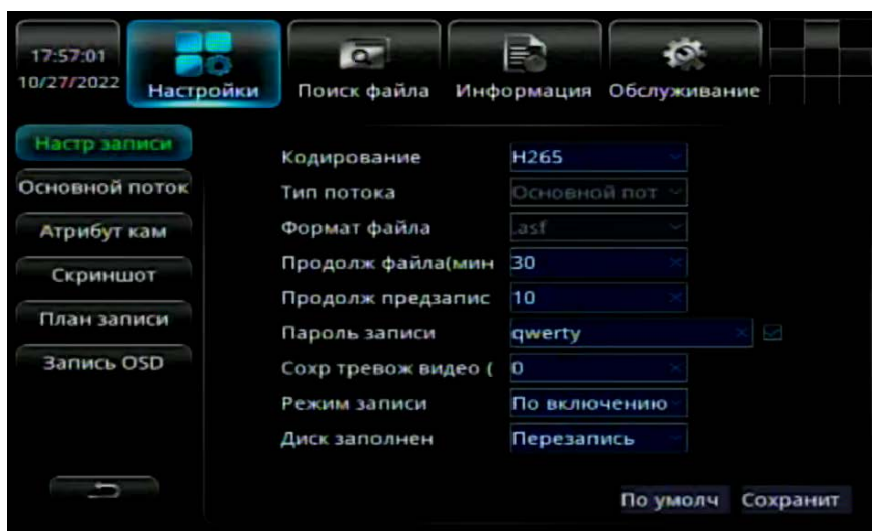 17:57:01
10/27/2022
Настройки
Поиск файла
Информация
Обслуживание
Настр записи
Основной поток
Атрибут кам
Скриншот
План записи
Запись OSD
Кодирование H265
Тип потока Основной пот
Формат файла .asf
Продолж файла(мин 30
Продолж предзапис 10
Пароль записи qwerty
Сохр тревож видео ( 0
Режим записи По включению
Диск заполнен Перезапись
По умолч Сохранит